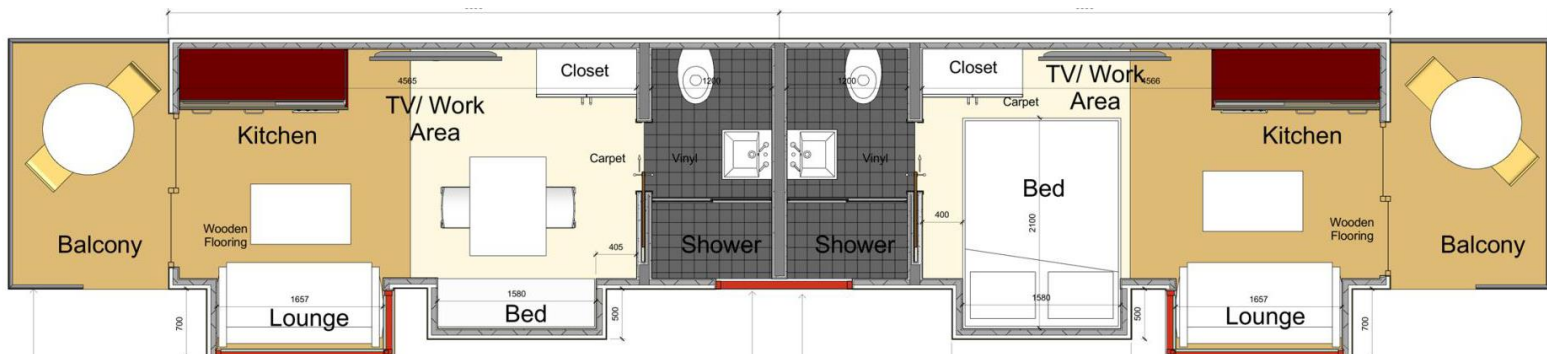 4565
TV/ Work
Area
Closet
1200
1200
Closet
TV/ Work
Area
4566
Carpet
Kitchen
Kitchen
Carpet
Vinyl
Vinyl
Bed
2100
400
Wooden
Flooring
Wooden
Flooring
Balcony
405
Shower
Shower
Balcony
1657
Lounge
700
1580
Bed
500
1580
500
1657
Lounge
700